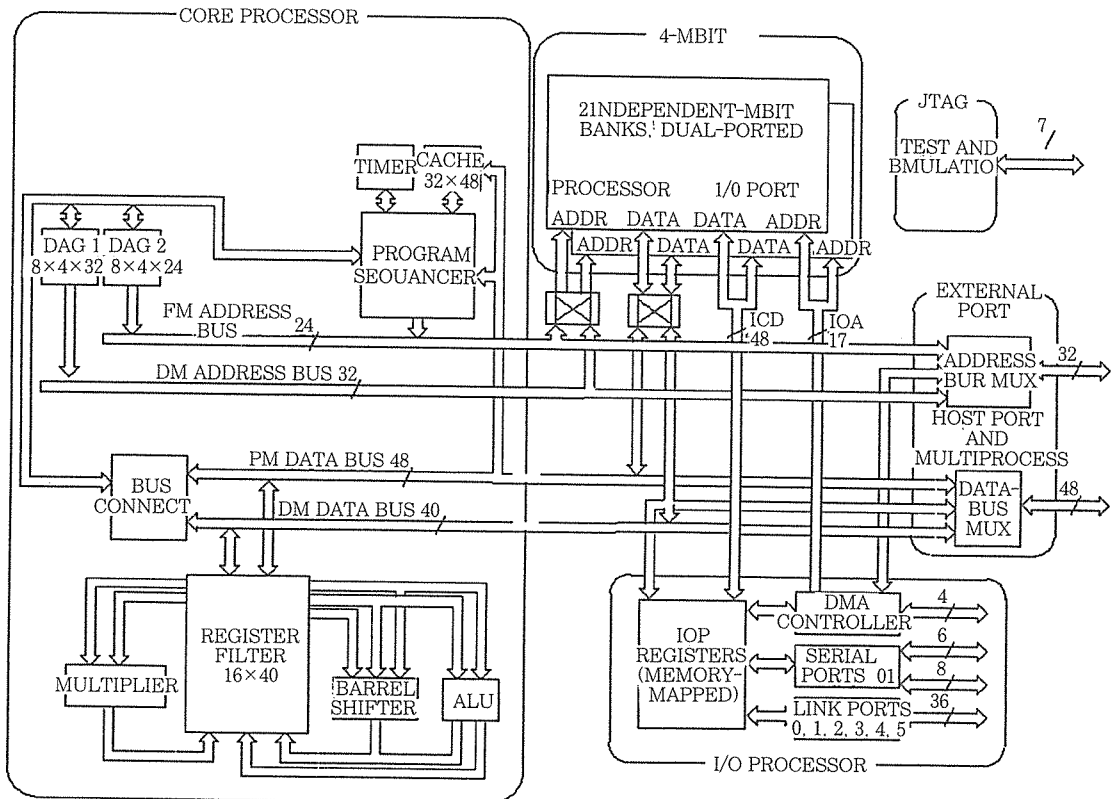 CORE PROCESSOR
4-MBIT
21NDEPENDENT-MBIT
BANKS, DUAL-PORTED
JTAG
TEST AND
BMULATIO
7
TIMER
CACHE
32×48
PROCESSOR
1/0 PORT
ADDR DATA DATA ADDR
ADDR DATA DATA ADDR
DAG 1
8×4×32
DAG 2
8×4×24
PROGRAM
SEOUANCER
FM ADDRESS
BUS
24
ICD
48
IOA
17
EXTERNAL
PORT
ADDRESS
BUR MUX
32
DM ADDRESS BUS 32
HOST PORT
AND
MULTIPROCESS
BUS
CONNECT
PM DATA BUS 48
DATA-
BUS
MUX
48
DM DATA BUS 40
REGISTER
FILTER
16×40
MULTIPLIER
BARREL
SHIFTER
ALU
IOP
REGISTERS
(MEMORY-
MAPPED)
DMA
CONTROLLER
4
SERIAL
PORTS 01
6
8
LINK PORTS
0, 1, 2, 3, 4, 5
36
I/O PROCESSOR